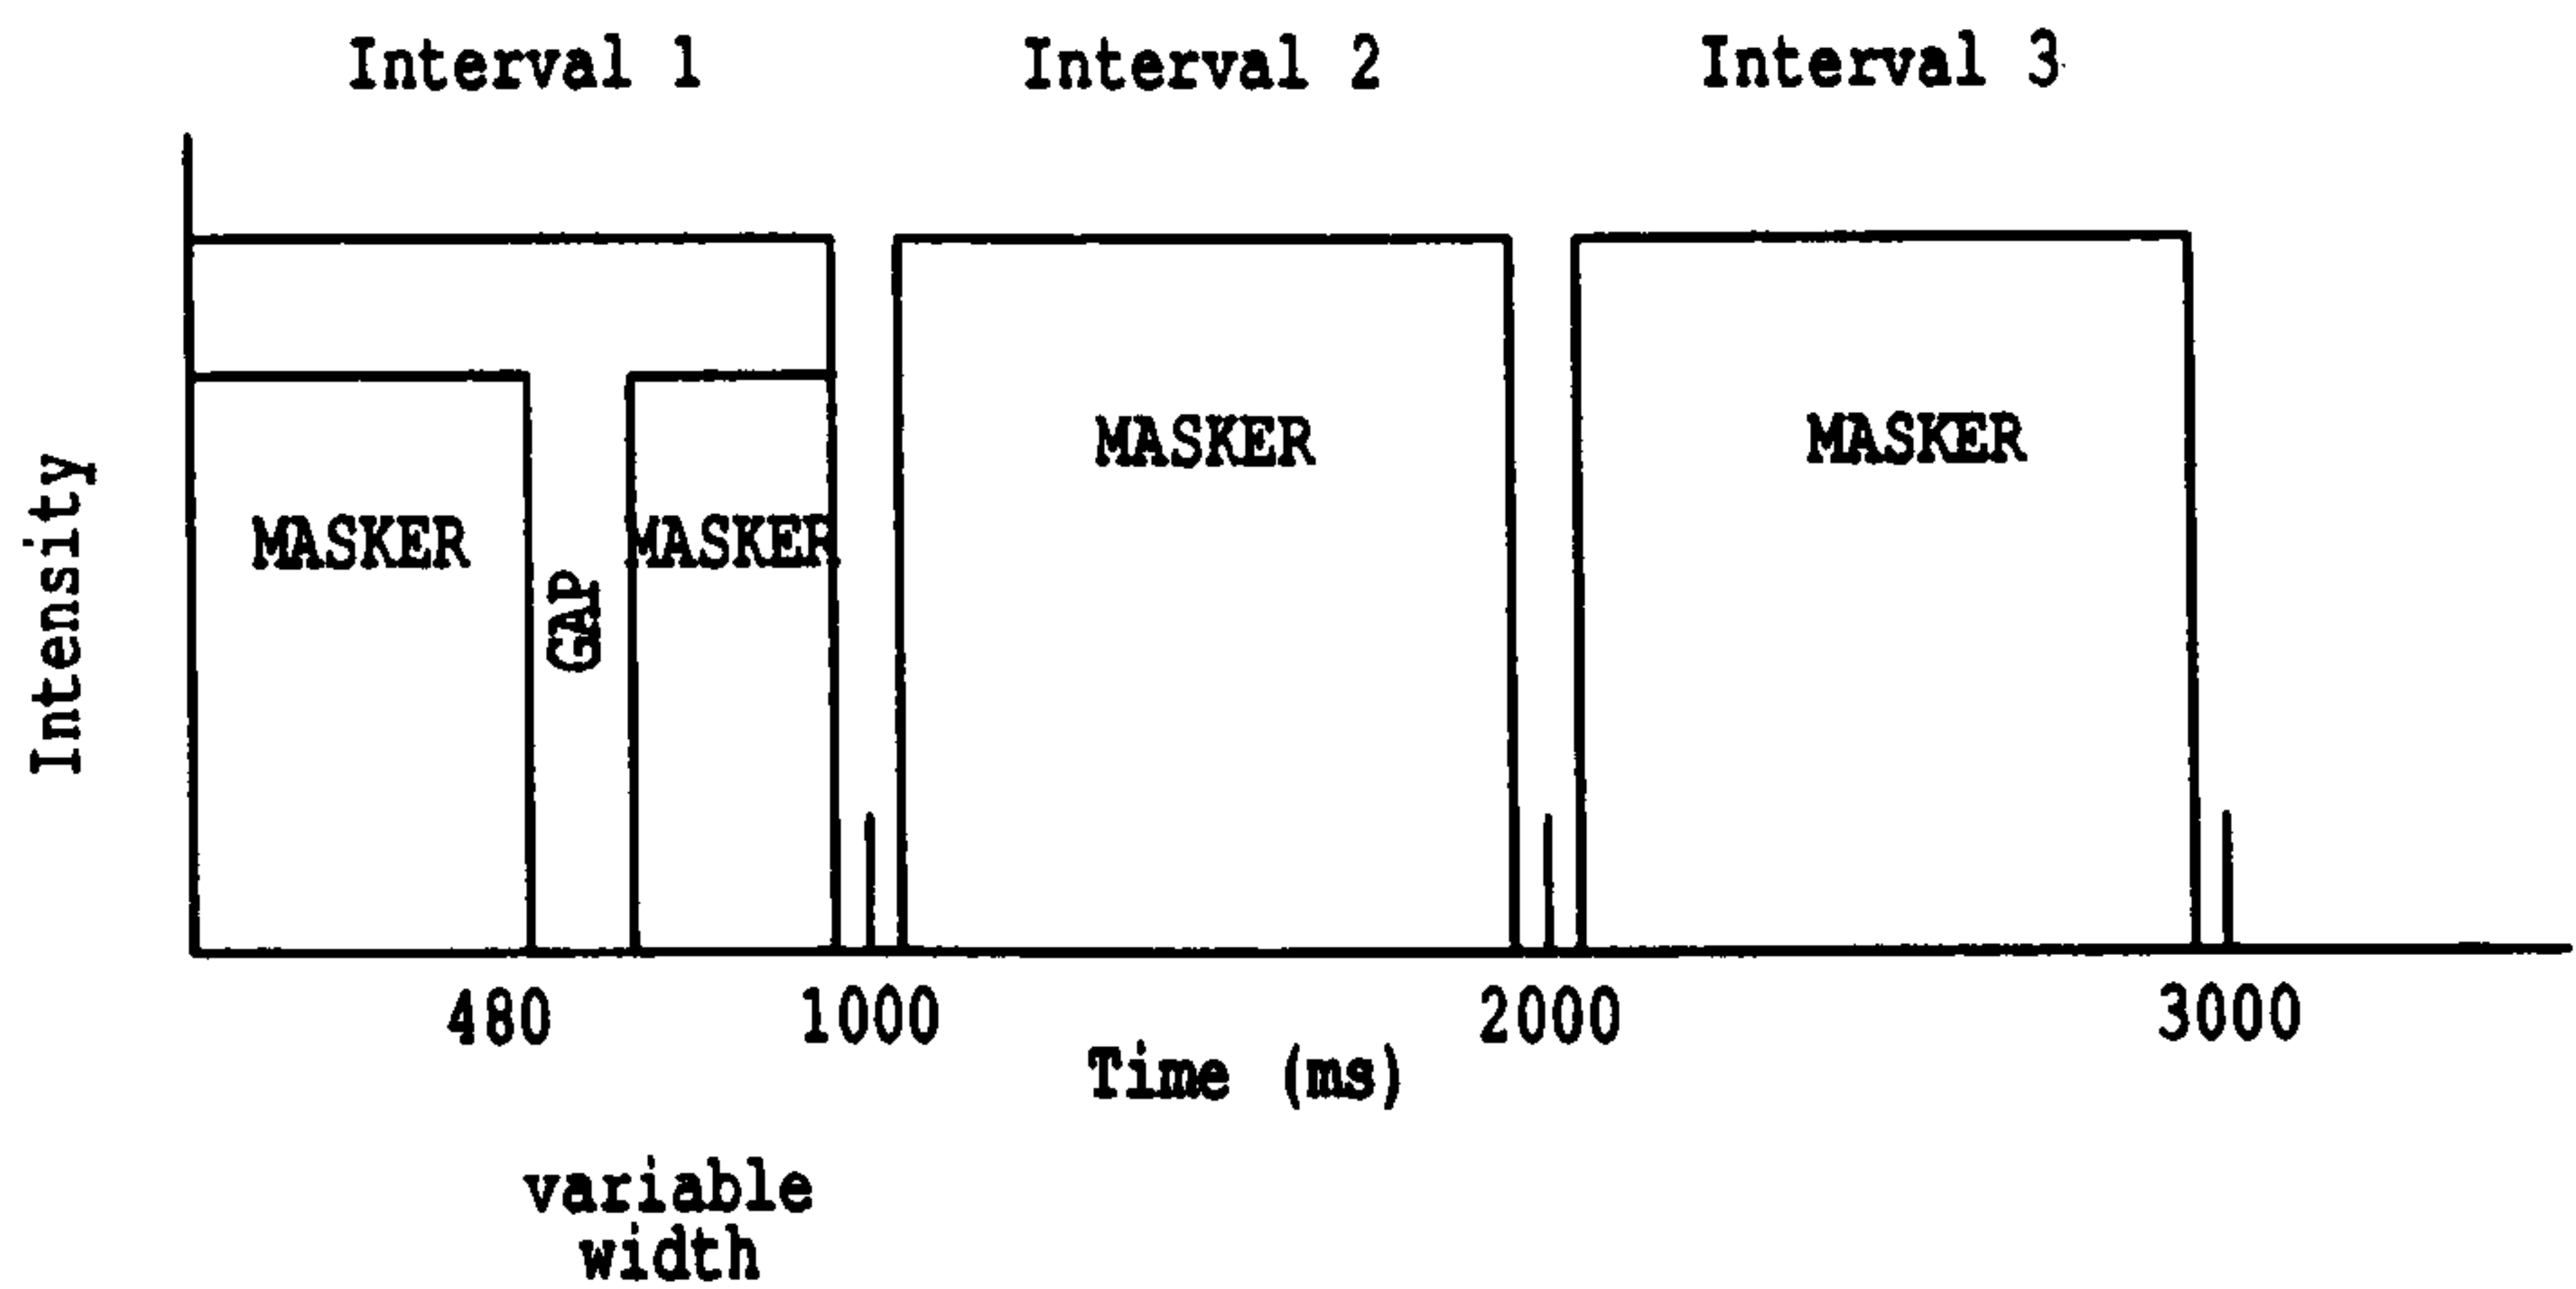 Interval 1 Interval 2 Interval 3
Intensity
MASKER
GAP
MASKER
MASKER
MASKER
480 1000 2000 3000
Time (ms)
variable
width